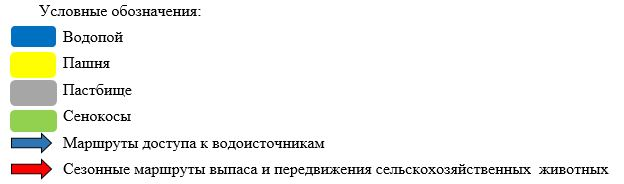 Условные обозначения:
Водопой
Пашня
Пастбище
Сенокосы
Маршруты доступа к водоисточникам
Сезонные маршруты выпаса и передвижения сельскохозяйственных животных